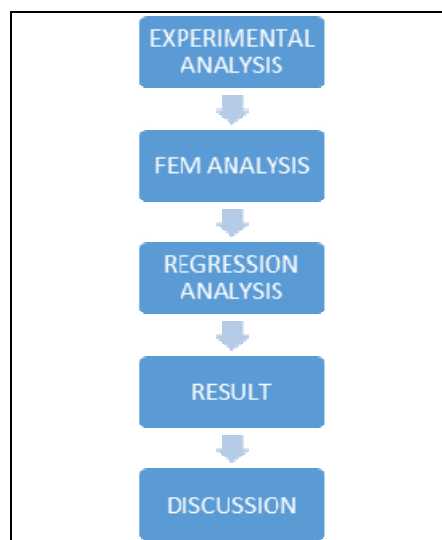 EXPERIMENTAL
ANALYSIS
FEM ANALYSIS
REGRESSION
ANALYSIS
RESULT
DISCUSSION